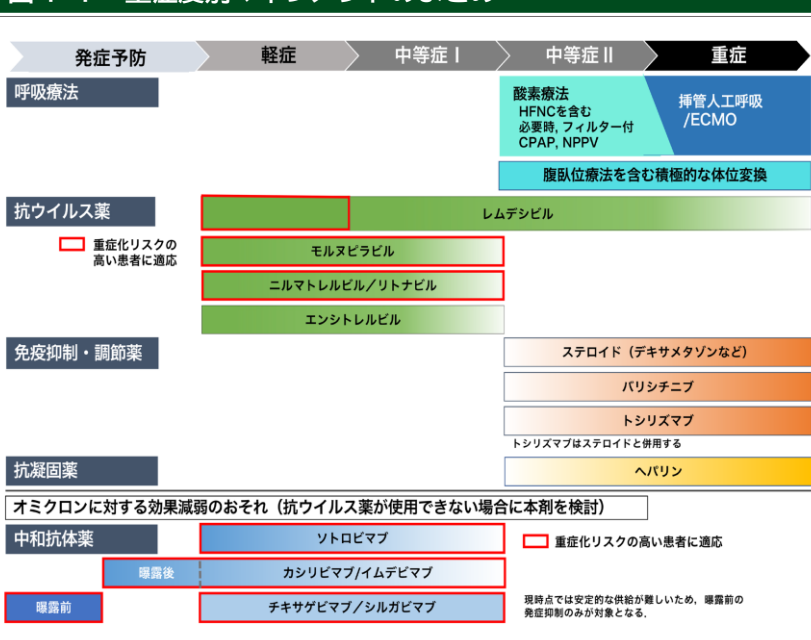 発症予防
軽症
中等症Ⅰ
中等症Ⅱ
重症
呼吸療法
酸素療法
HFNCを含む
必要時, フィルター付
CPAP, NPPV
挿管人工呼吸
/ECMO
腹臥位療法を含む積極的な体位変換
抗ウイルス薬
レムデシビル
重症化リスクの
高い患者に適応
モルヌピラビル
ニルマトレルビル／リトナビル
エンシトレルビル
免疫抑制・調節薬
ステロイド（デキサメタゾンなど）
バリシチニブ
トシリズマブ
トシリズマブはステロイドと併用する
抗凝固薬
ヘパリン
オミクロンに対する効果減弱のおそれ（抗ウイルス薬が使用できない場合に本剤を検討）
中和抗体薬
ソトロビマブ
重症化リスクの高い患者に適応
曝露後
カシリビマブ/イムデビマブ
曝露前
チキサゲビマブ／シルガビマブ
現時点では安定的な供給が難しいため，曝露前の
発症抑制のみが対象となる．